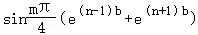 sin mπ/4 (e^(n-1)b + e^(n+1)b)